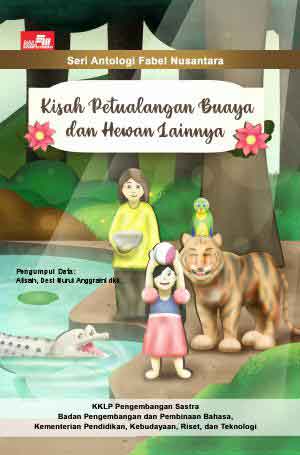 Seri Antologi Fabel Nusantara
Kisah Petualangan Buaya
dan Hewan Lainnya
Pengumpul Data:
Alisah, Desi Nurul Anggraini dkk.
KKLP Pengembangan Sastra
Badan Pengembangan dan Pembinaan Bahasa,
Kementerian Pendidikan, Kebudayaan, Riset, dan Teknologi